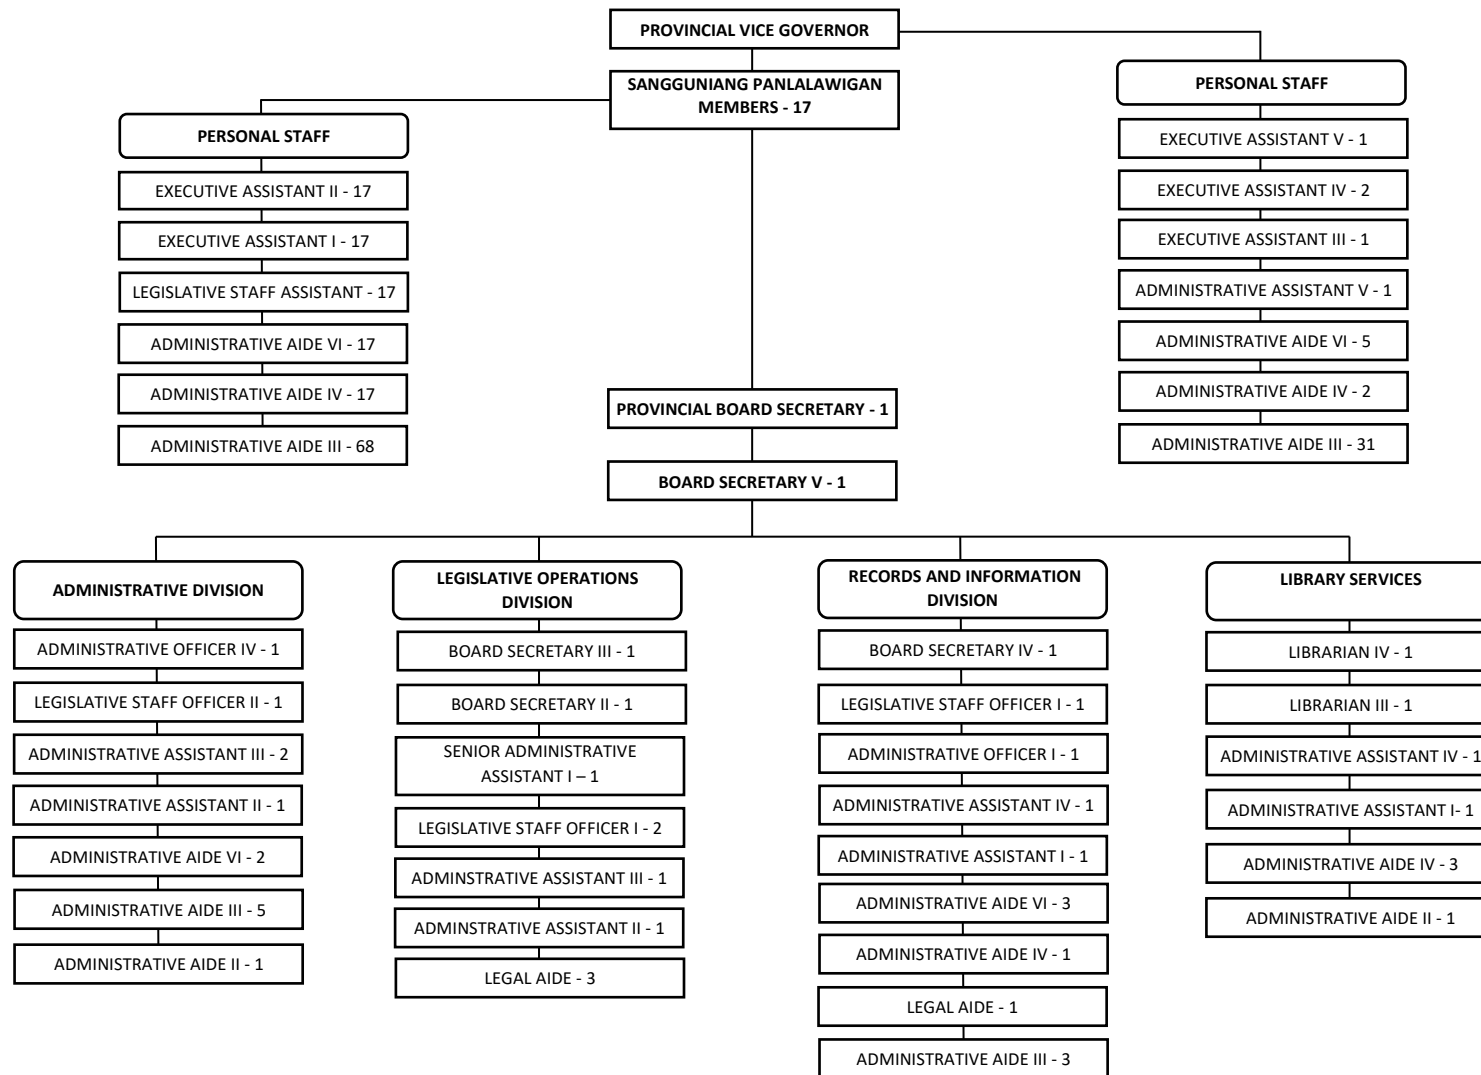 PROVINCIAL VICE GOVERNOR
SANGGUNIANG PANLALAWIGAN
MEMBERS - 17
PERSONAL STAFF
EXECUTIVE ASSISTANT II - 17
EXECUTIVE ASSISTANT I - 17
LEGISLATIVE STAFF ASSISTANT - 17
ADMINISTRATIVE AIDE VI - 17
ADMINISTRATIVE AIDE IV - 17
ADMINISTRATIVE AIDE III - 68
PERSONAL STAFF
EXECUTIVE ASSISTANT V - 1
EXECUTIVE ASSISTANT IV - 2
EXECUTIVE ASSISTANT III - 1
ADMINISTRATIVE ASSISTANT V - 1
ADMINISTRATIVE AIDE VI - 5
ADMINISTRATIVE AIDE IV - 2
ADMINISTRATIVE AIDE III - 31
PROVINCIAL BOARD SECRETARY - 1
BOARD SECRETARY V - 1
ADMINISTRATIVE DIVISION
ADMINISTRATIVE OFFICER IV - 1
LEGISLATIVE STAFF OFFICER II - 1
ADMINISTRATIVE ASSISTANT III - 2
ADMINISTRATIVE ASSISTANT II - 1
ADMINISTRATIVE AIDE VI - 2
ADMINISTRATIVE AIDE III - 5
ADMINISTRATIVE AIDE II - 1
LEGISLATIVE OPERATIONS
DIVISION
BOARD SECRETARY III - 1
BOARD SECRETARY II - 1
SENIOR ADMINISTRATIVE
ASSISTANT I – 1
LEGISLATIVE STAFF OFFICER I - 2
ADMINSTRATIVE ASSISTANT III - 1
ADMINSTRATIVE ASSISTANT II - 1
LEGAL AIDE - 3
RECORDS AND INFORMATION
DIVISION
BOARD SECRETARY IV - 1
LEGISLATIVE STAFF OFFICER I - 1
ADMINISTRATIVE OFFICER I - 1
ADMINISTRATIVE ASSISTANT IV - 1
ADMINISTRATIVE ASSISTANT I - 1
ADMINISTRATIVE AIDE VI - 3
ADMINISTRATIVE AIDE IV - 1
LEGAL AIDE - 1
ADMINISTRATIVE AIDE III - 3
LIBRARY SERVICES
LIBRARIAN IV - 1
LIBRARIAN III - 1
ADMINISTRATIVE ASSISTANT IV - 1
ADMINISTRATIVE ASSISTANT I- 1
ADMINISTRATIVE AIDE IV - 3
ADMINISTRATIVE AIDE II - 1